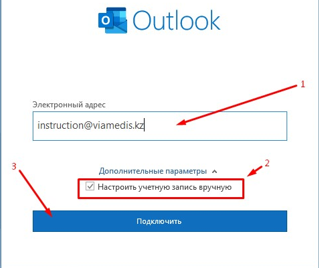 Outlook
1
Электронный адрес
instruction@viamedis.kz
Дополнительные параметры
2
Настроить учетную запись вручную
3
Подключить